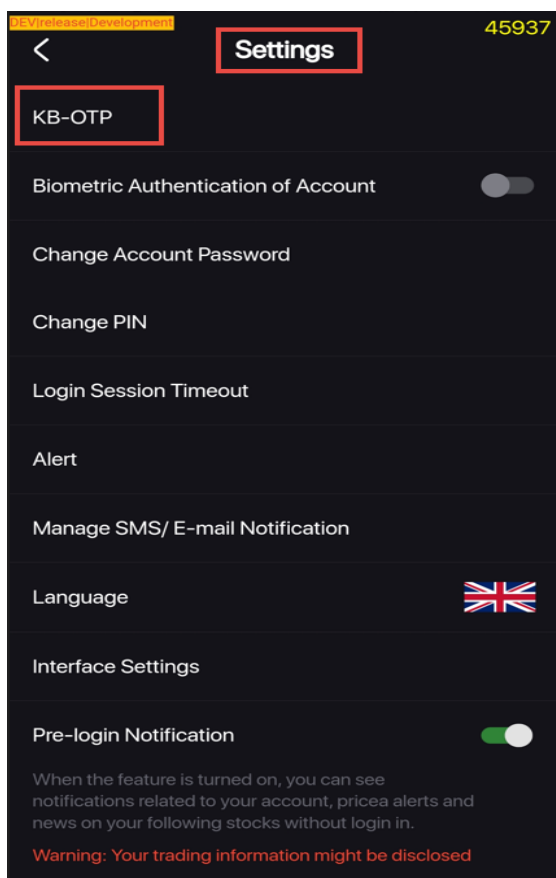 DEV|release|Development
45937
Settings
KB-OTP
Biometric Authentication of Account
Change Account Password
Change PIN
Login Session Timeout
Alert
Manage SMS/ E-mail Notification
Language
Interface Settings
Pre-login Notification
When the feature is turned on, you can see
notifications related to your account, pricea alerts and
news on your following stocks without login in.
Warning: Your trading information might be disclosed